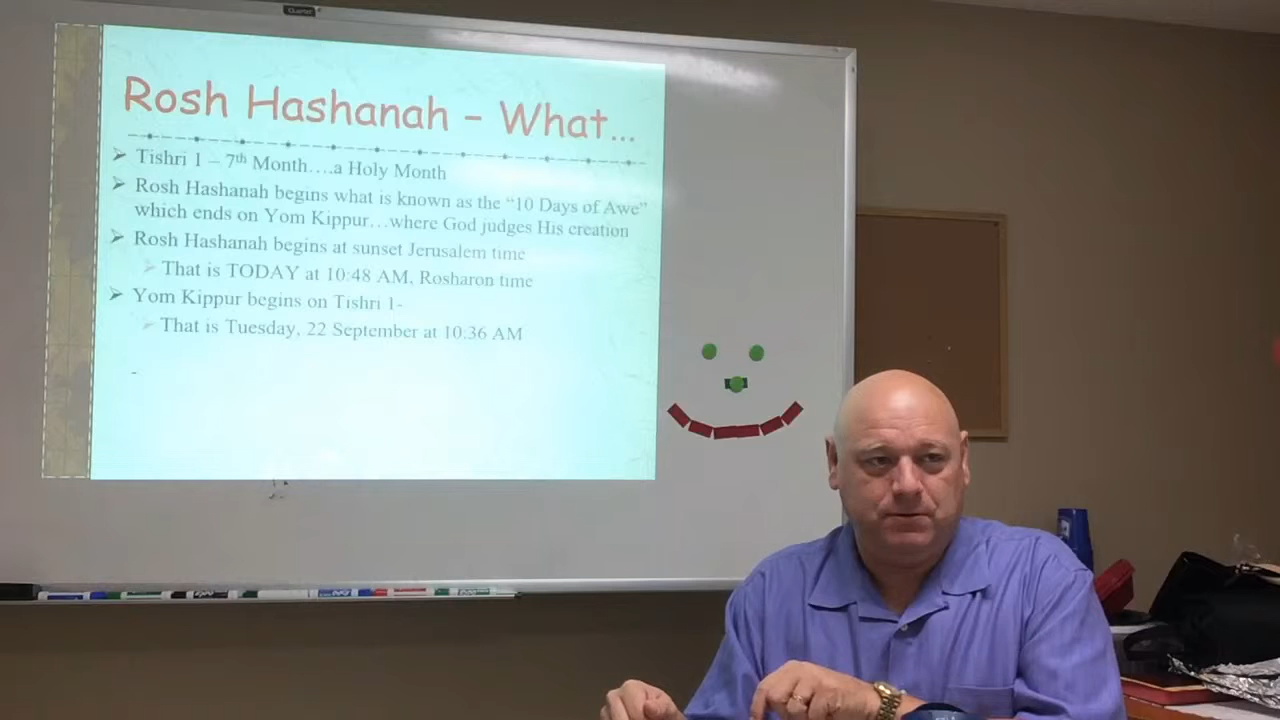 Rosh Hashanah – What...
➢ Tishri 1 – 7th Month....a Holy Month
➢ Rosh Hashanah begins what is known as the "10 Days of Awe"
which ends on Yom Kippur...where God judges His creation
➢ Rosh Hashanah begins at sunset Jerusalem time
➢ That is TODAY at 10:48 AM, Rosharon time
➢ Yom Kippur begins on Tishri 1-
➢ That is Tuesday, 22 September at 10:36 AM
-